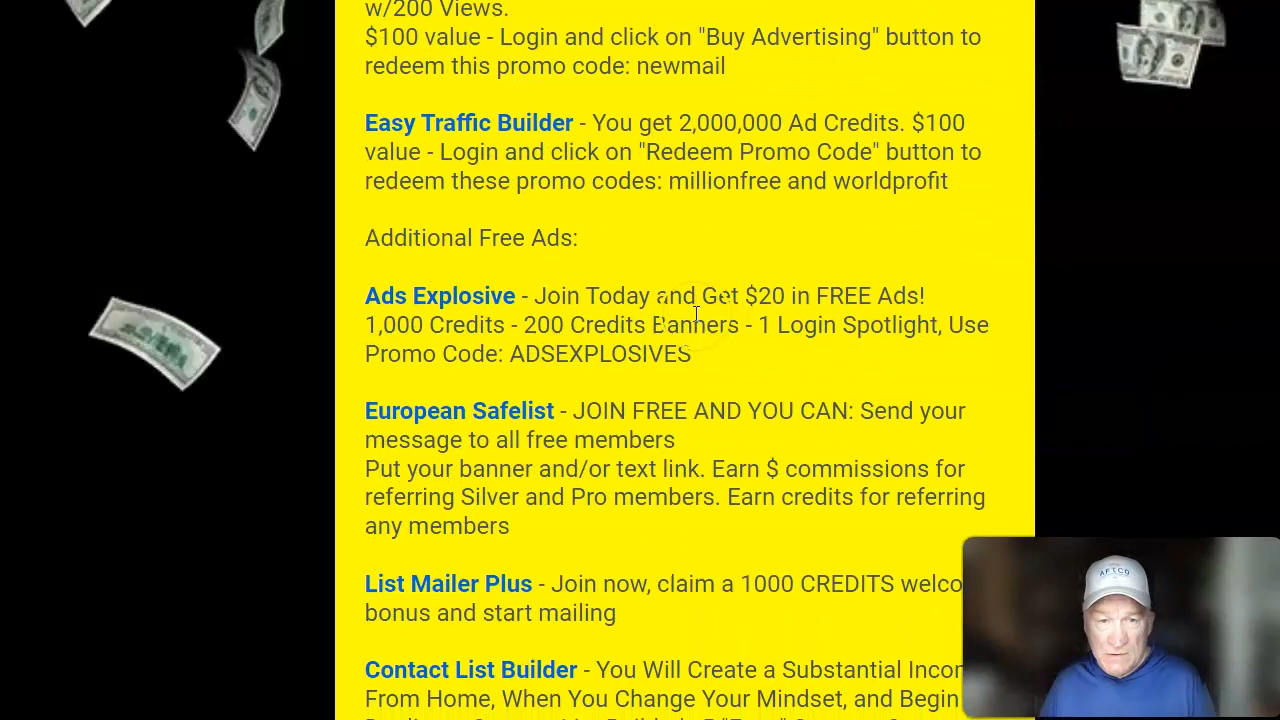 w/200 Views.
$100 value - Login and click on "Buy Advertising" button to
redeem this promo code: newmail
Easy Traffic Builder - You get 2,000,000 Ad Credits. $100
value - Login and click on "Redeem Promo Code" button to
redeem these promo codes: millionfree and worldprofit
Additional Free Ads:
Ads Explosive - Join Today and Get $20 in FREE Ads!
1,000 Credits - 200 Credits Banners - 1 Login Spotlight, Use
Promo Code: ADSEXPLOSIVES
European Safelist - JOIN FREE AND YOU CAN: Send your
message to all free members
Put your banner and/or text link. Earn $ commissions for
referring Silver and Pro members. Earn credits for referring
any members
List Mailer Plus - Join now, claim a 1000 CREDITS welco
bonus and start mailing
Contact List Builder - You Will Create a Substantial Incon
From Home, When You Change Your Mindset, and Begin
AFTCO